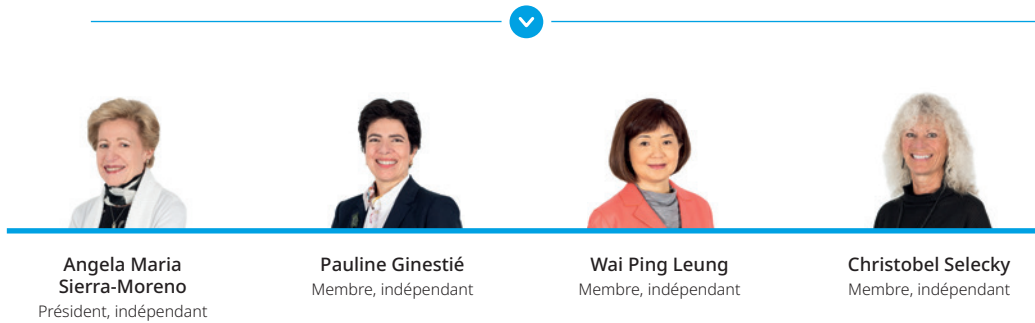 Angela Maria
Sierra-Moreno
Président, indépendant
Pauline Ginestié
Membre, indépendant
Wai Ping Leung
Membre, indépendant
Christobel Selecky
Membre, indépendant